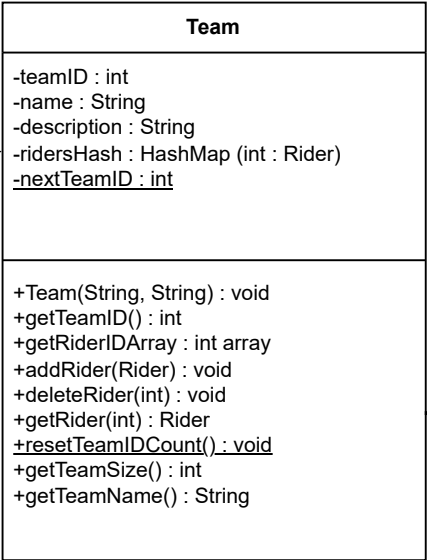 Team
-teamID : int
-name : String
-description : String
-ridersHash : HashMap (int : Rider)
-nextTeamID : int
+Team(String, String) : void
+getTeamID() : int
+getRiderIDArray : int array
+addRider(Rider) : void
+deleteRider(int) : void
+getRider(int) : Rider
+resetTeamIDCount() : void
+getTeamSize() : int
+getTeamName() : String